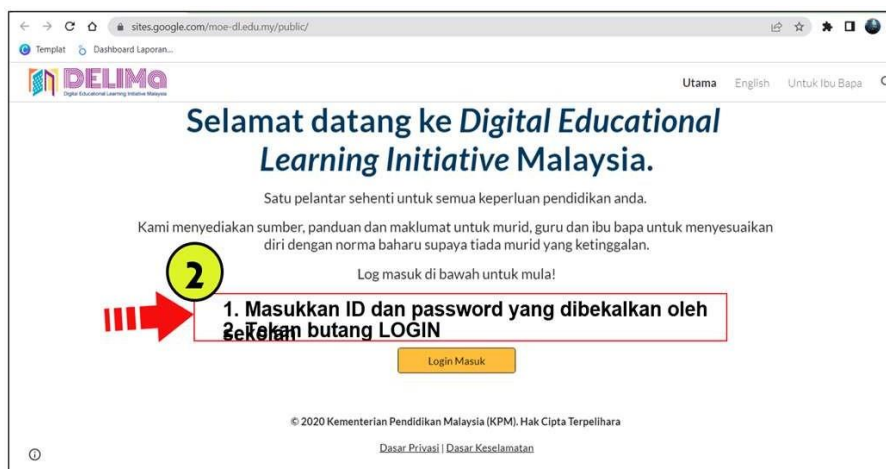 sites.google.com/moe-dl.edu.my/public/
Templat Dashboard Laporan...
DELIMa
Digital Educational Learning Initiative Malaysia
Utama English Untuk Ibu Bapa
Selamat datang ke Digital Educational
Learning Initiative Malaysia.
Satu pelantar sehenti untuk semua keperluan pendidikan anda.
Kami menyediakan sumber, panduan dan maklumat untuk murid, guru dan ibu bapa untuk menyesuaikan
diri dengan norma baharu supaya tiada murid yang ketinggalan.
2
Log masuk di bawah untuk mula!
1. Masukkan ID dan password yang dibekalkan oleh
sekolah
2. Tekan butang LOGIN
Login Masuk
© 2020 Kementerian Pendidikan Malaysia (KPM). Hak Cipta Terpelihara
Dasar Privasi | Dasar Keselamatan